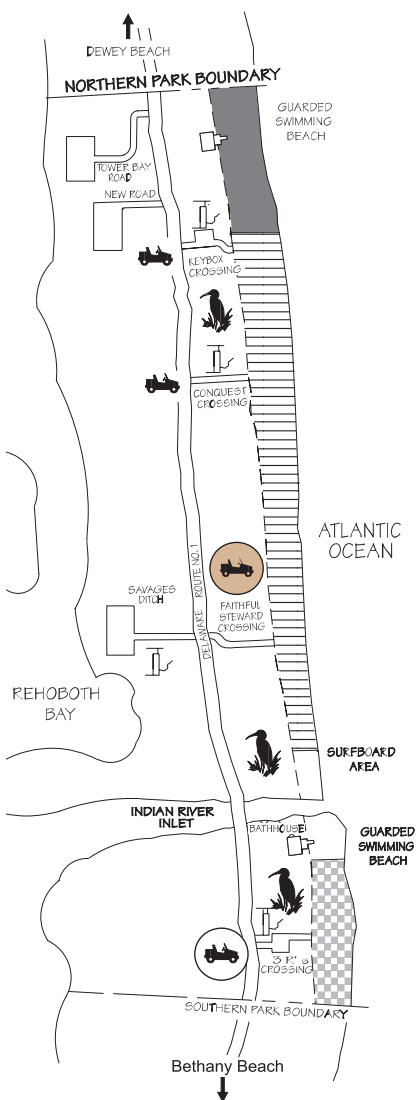 DEWEY BEACH
NORTHERN PARK BOUNDARY
GUARDED
SWIMMING
BEACH
TOWER BAY
ROAD
NEW ROAD
KEYBOX
CROSSING
CONQUEST
CROSSING
ATLANTIC
OCEAN
DELAWARE ROUTE NO. 1
SAVAGES
DITCH
FAITHFUL
STEWARD
CROSSING
REHOBOTH
BAY
SURFBOARD
AREA
INDIAN RIVER
INLET
BATHHOUSE
GUARDED
SWIMMING
BEACH
3 R's
CROSSING
SOUTHERN PARK BOUNDARY
Bethany Beach